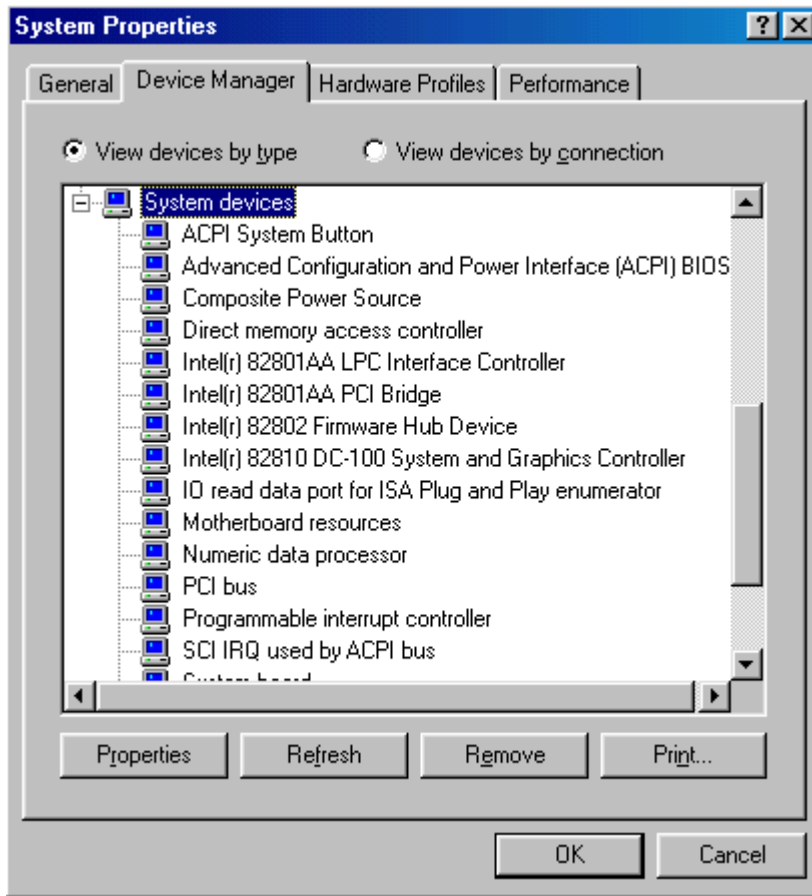 System Properties
General Device Manager Hardware Profiles Performance
View devices by type View devices by connection
System devices
ACPI System Button
Advanced Configuration and Power Interface (ACPI) BIOS
Composite Power Source
Direct memory access controller
Intel(r) 82801AA LPC Interface Controller
Intel(r) 82801AA PCI Bridge
Intel(r) 82802 Firmware Hub Device
Intel(r) 82810 DC-100 System and Graphics Controller
IO read data port for ISA Plug and Play enumerator
Motherboard resources
Numeric data processor
PCI bus
Programmable interrupt controller
SCI IRQ used by ACPI bus
System board
Properties Refresh Remove Print...
OK Cancel